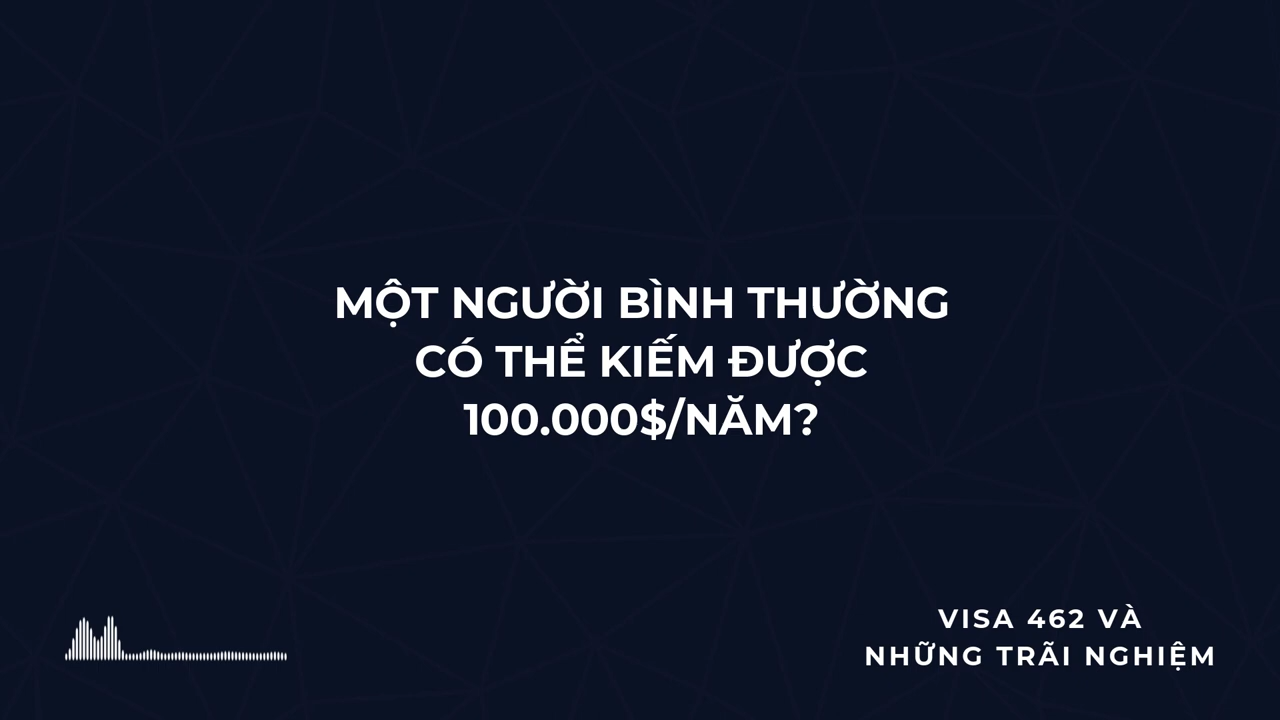 MỘT NGƯỜI BÌNH THƯỜNG
CÓ THỂ KIẾM ĐƯỢC
100.000$/NĂM?
VISA 462 VÀ
NHỮNG TRÃI NGHIỆM